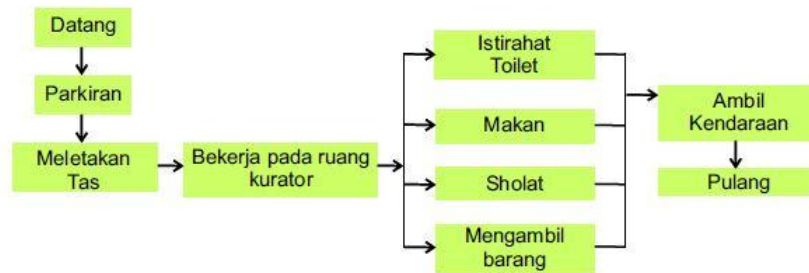 Datang
Parkiran
Meletakan
Tas
Bekerja pada ruang
kurator
Istirahat
Toilet
Makan
Sholat
Mengambil
barang
Ambil
Kendaraan
Pulang